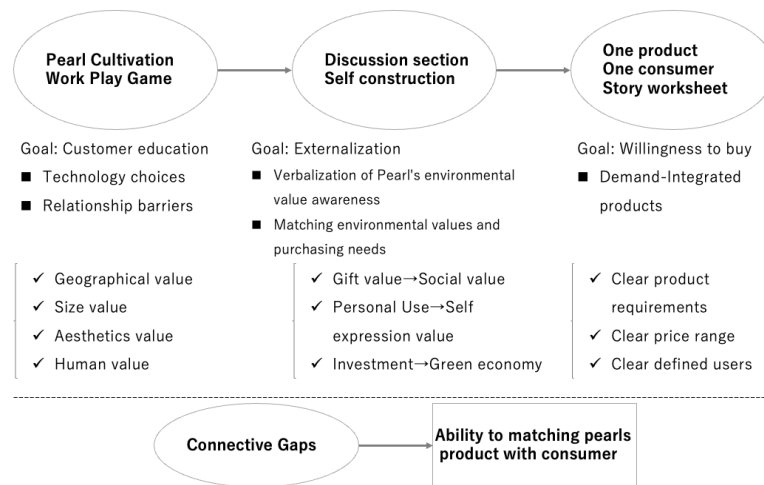 Pearl Cultivation
Work Play Game
Discussion section
Self construction
One product
One consumer
Story worksheet
Goal: Customer education
■ Technology choices
■ Relationship barriers
Goal: Externalization
■ Verbalization of Pearl's environmental
value awareness
■ Matching environmental values and
purchasing needs
Goal: Willingness to buy
■ Demand-Integrated
products
✓ Geographical value
✓ Size value
✓ Aesthetics value
✓ Human value
✓ Gift value→Social value
✓ Personal Use→Self
expression value
✓ Investment→Green economy
✓ Clear product
requirements
✓ Clear price range
✓ Clear defined users
Connective Gaps
Ability to matching pearls
product with consumer